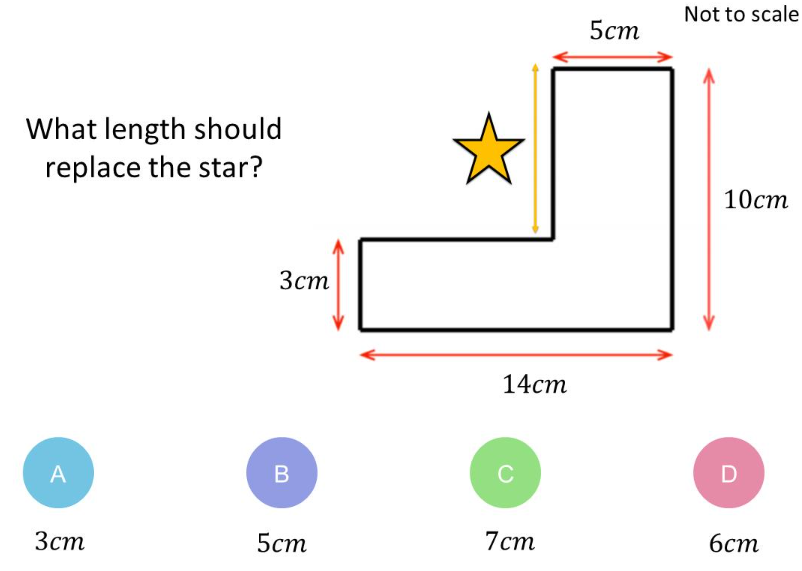 Not to scale
5cm
What length should
replace the star?
10cm
3cm
14cm
A
B
C
D
3cm
5cm
7cm
6cm